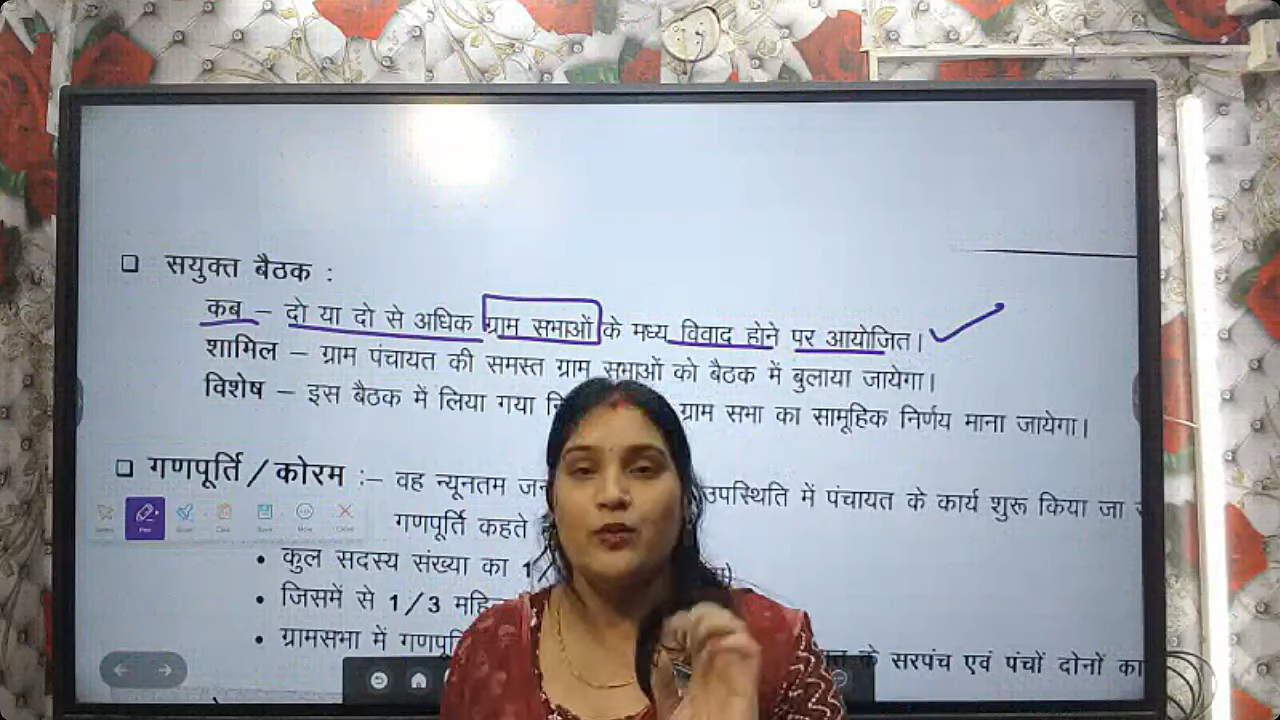 ❑ सयुक्त बैठक :
कब – दो या दो से अधिक ग्राम सभाओं के मध्य विवाद होने पर आयोजित।
शामिल – ग्राम पंचायत की समस्त ग्राम सभाओं को बैठक में बुलाया जायेगा।
विशेष – इस बैठक में लिया गया ग्राम सभा का सामूहिक निर्णय माना जायेगा।
❑ गणपूर्ति / कोरम :– वह न्यूनतम उपस्थिति में पंचायत के कार्य शुरू किया जा
गणपूर्ति कहते
• कुल सदस्य संख्या का
• जिसमें से 1/3
• ग्रामसभा में के सरपंच एवं पंचों दोनों का